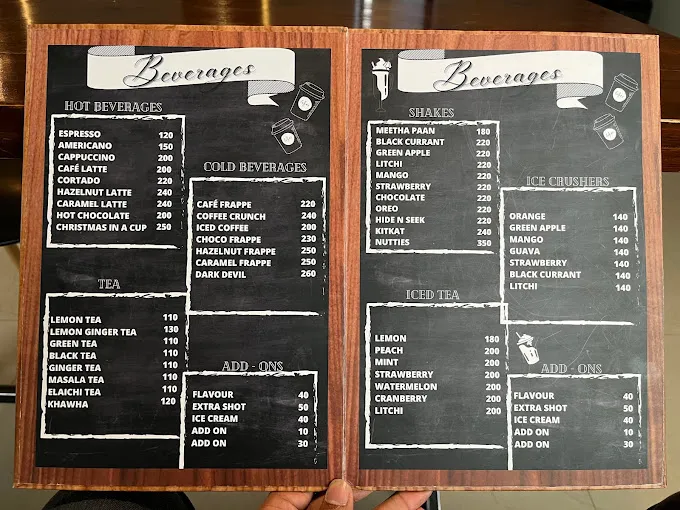 Beverages
HOT BEVERAGES
ESPRESSO 120
AMERICANO 150
CAPPUCCINO 200
CAFÉ LATTE 200
CORTADO 220
HAZELNUT LATTE 240
CARAMEL LATTE 240
HOT CHOCOLATE 200
CHRISTMAS IN A CUP 250
COLD BEVERAGES
CAFÉ FRAPPE 220
COFFEE CRUNCH 240
ICED COFFEE 200
CHOCO FRAPPE 230
HAZELNUT FRAPPE 250
CARAMEL FRAPPE 250
DARK DEVIL 260
TEA
LEMON TEA 110
LEMON GINGER TEA 130
GREEN TEA 110
BLACK TEA 110
GINGER TEA 110
MASALA TEA 110
ELAICHI TEA 110
KHAWHA 120
ADD - ONS
FLAVOUR 40
EXTRA SHOT 50
ICE CREAM 40
ADD ON 10
ADD ON 30
Beverages
SHAKES
MEETHA PAAN 180
BLACK CURRANT 220
GREEN APPLE 220
LITCHI 220
MANGO 220
STRAWBERRY 220
CHOCOLATE 220
OREO 220
HIDE N SEEK 220
KITKAT 240
NUTTIES 350
ICE CRUSHERS
ORANGE 140
GREEN APPLE 140
MANGO 140
GUAVA 140
STRAWBERRY 140
BLACK CURRANT 140
LITCHI 140
ICED TEA
LEMON 180
PEACH 200
MINT 200
STRAWBERRY 200
WATERMELON 200
CRANBERRY 200
LITCHI 200
ADD - ONS
FLAVOUR 40
EXTRA SHOT 50
ICE CREAM 40
ADD ON 10
ADD ON 30